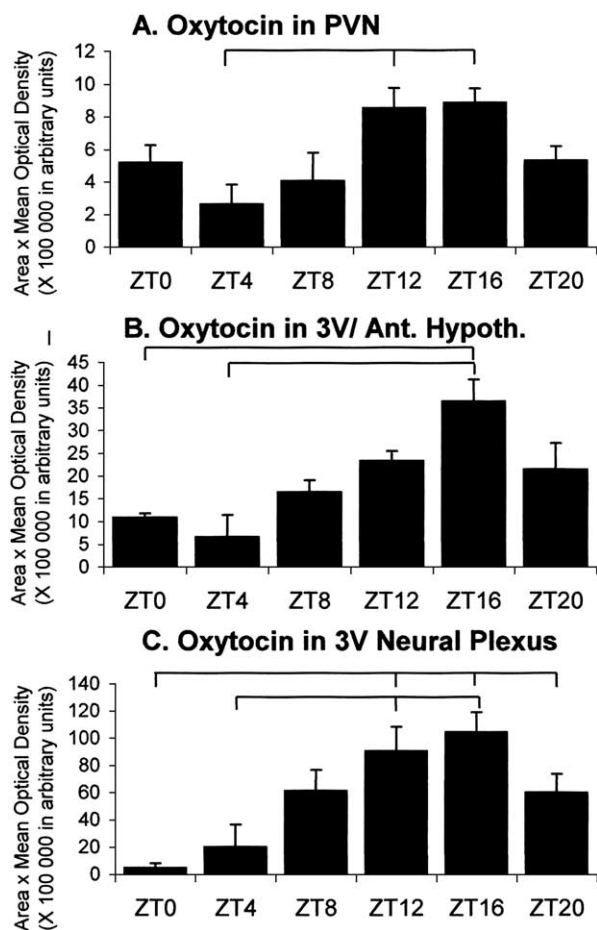 A. Oxytocin in PVN
Area x Mean Optical Density
(X 100 000 in arbitrary units)
12
10
8
6
4
2
0
ZT0 ZT4 ZT8 ZT12 ZT16 ZT20
B. Oxytocin in 3V/ Ant. Hypoth.
Area x Mean Optical Density
(X 100 000 in arbitrary units)
45
40
35
30
25
20
15
10
5
0
ZT0 ZT4 ZT8 ZT12 ZT16 ZT20
C. Oxytocin in 3V Neural Plexus
Area x Mean Optical Density
(X 100 000 in arbitrary units)
140
120
100
80
60
40
20
0
ZT0 ZT4 ZT8 ZT12 ZT16 ZT20